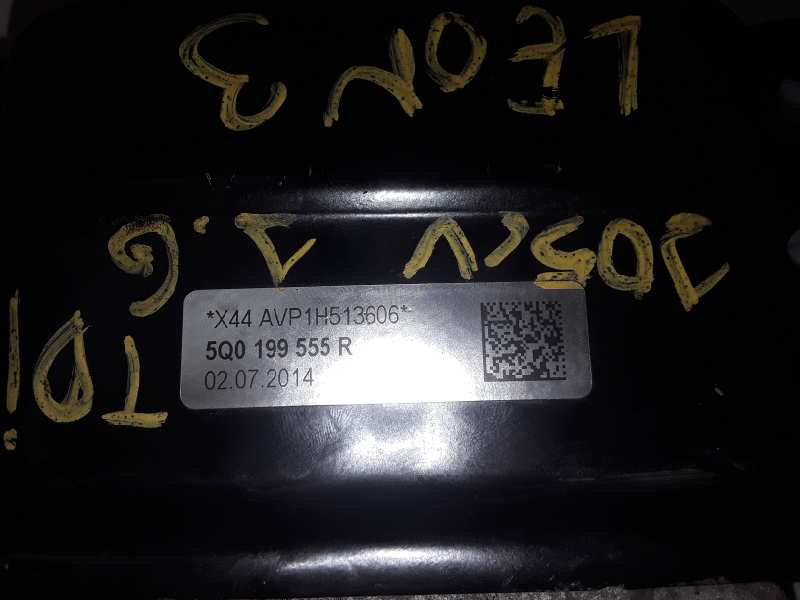 LEON 3
105CV 1.6
TDI
*X44 AVP1H513606*
5Q0 199 555 R
02.07.2014